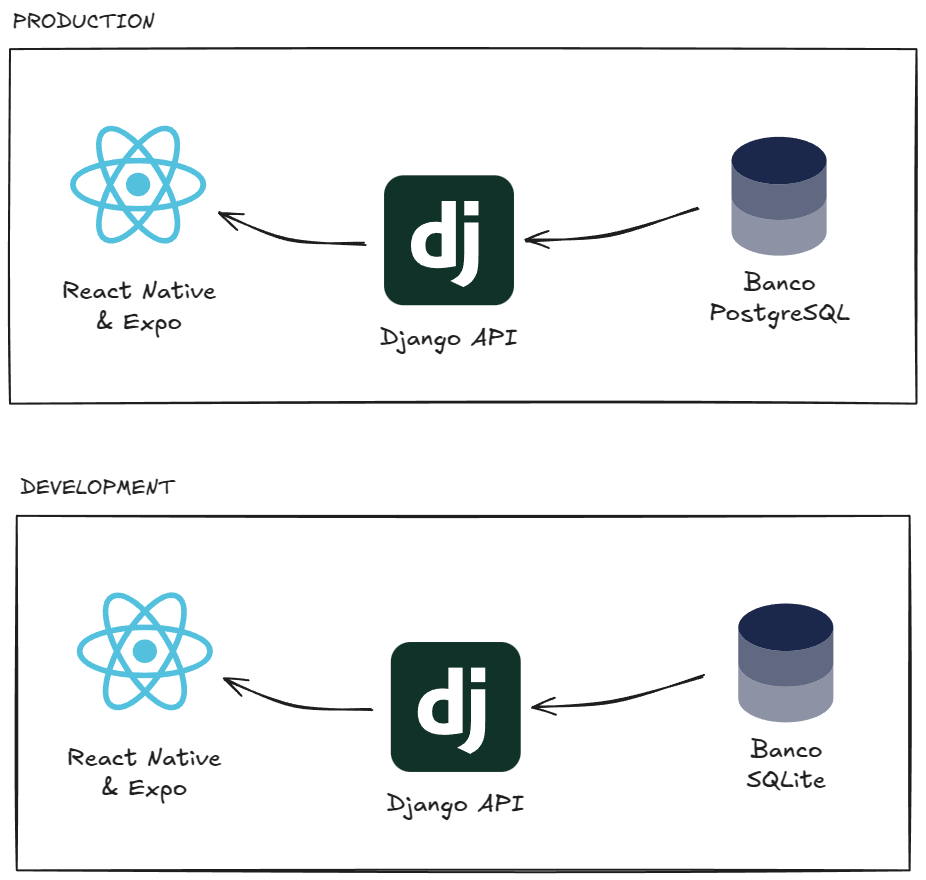 PRODUCTION
dj
React Native
& Expo
Django API
Banco
PostgreSQL
DEVELOPMENT
dj
React Native
& Expo
Django API
Banco
SQLite